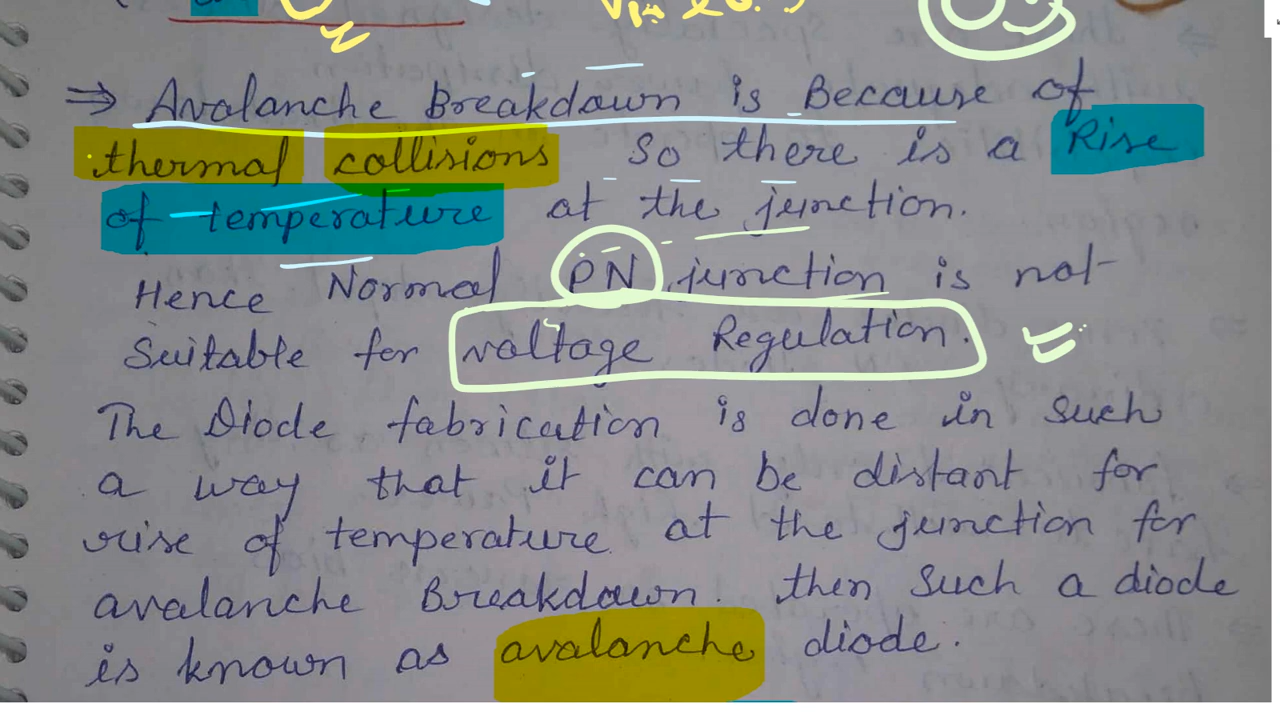 ⇒ Avalanche Breakdown is Because of
thermal collisions so there is a Rise
of temperature at the junction.
Hence Normal PN junction is not
Suitable for voltage Regulation.
The Diode fabrication is done in such
a way that it can be distant for
rise of temperature at the junction for
avalanche Breakdown. then such a diode
is known as avalanche diode.